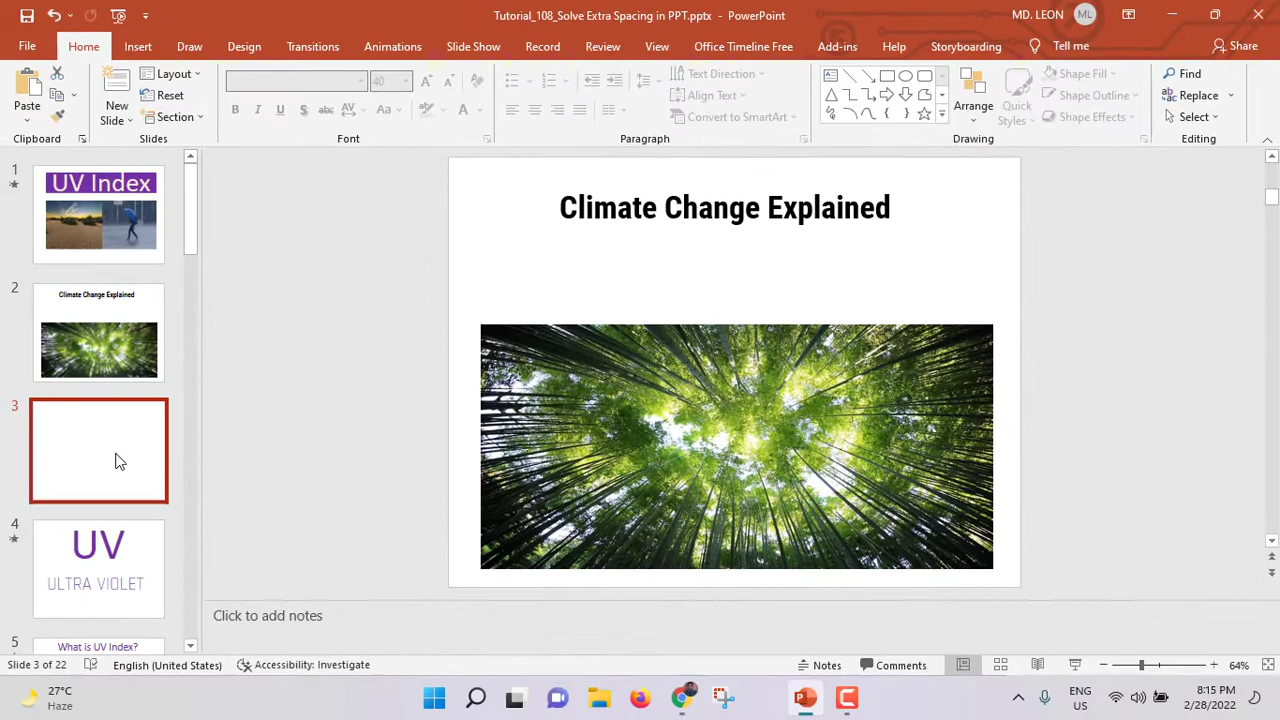 Tutorial_108_Solve Extra Spacing in PPT.pptx - PowerPoint
MD. LEON
ML
File
Home
Insert
Draw
Design
Transitions
Animations
Slide Show
Record
Review
View
Office Timeline Free
Add-ins
Help
Storyboarding
Tell me
Share
Paste
Clipboard
New
Slide
Layout
Reset
Section
Slides
40
B
I
U
S
abc
AV
Aa
A
Font
Text Direction
Align Text
Convert to SmartArt
Paragraph
Arrange
Quick
Styles
Shape Fill
Shape Outline
Shape Effects
Drawing
Find
Replace
Select
Editing
1
UV Index
2
Climate Change Explained
3
4
UV
ULTRA VIOLET
5
What is UV Index?
Climate Change Explained
Click to add notes
Slide 3 of 22
English (United States)
Accessibility: Investigate
Notes
Comments
64%
27°C
Haze
ENG
US
8:15 PM
2/28/2022